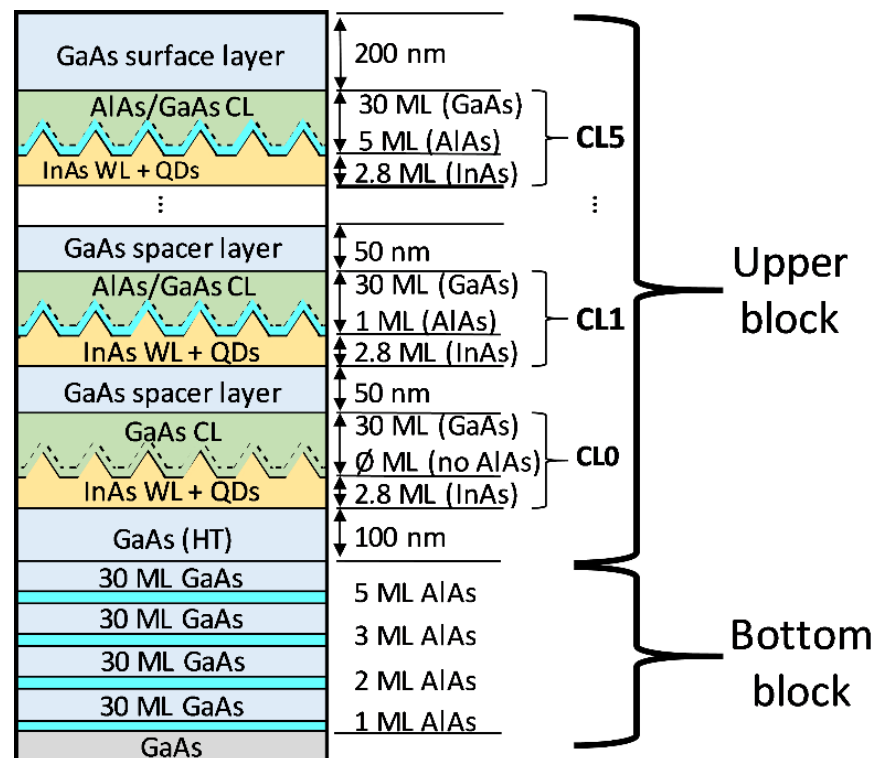 GaAs surface layer
200 nm
AlAs/GaAs CL
30 ML (GaAs)
5 ML (AlAs)
CL5
InAs WL + QDs
2.8 ML (InAs)
⋮
⋮
GaAs spacer layer
50 nm
AlAs/GaAs CL
30 ML (GaAs)
1 ML (AlAs)
CL1
InAs WL + QDs
2.8 ML (InAs)
GaAs spacer layer
50 nm
GaAs CL
30 ML (GaAs)
Ø ML (no AlAs)
CL0
InAs WL + QDs
2.8 ML (InAs)
GaAs (HT)
100 nm
Upper
block
30 ML GaAs
5 ML AlAs
30 ML GaAs
3 ML AlAs
30 ML GaAs
2 ML AlAs
30 ML GaAs
1 ML AlAs
GaAs
Bottom
block